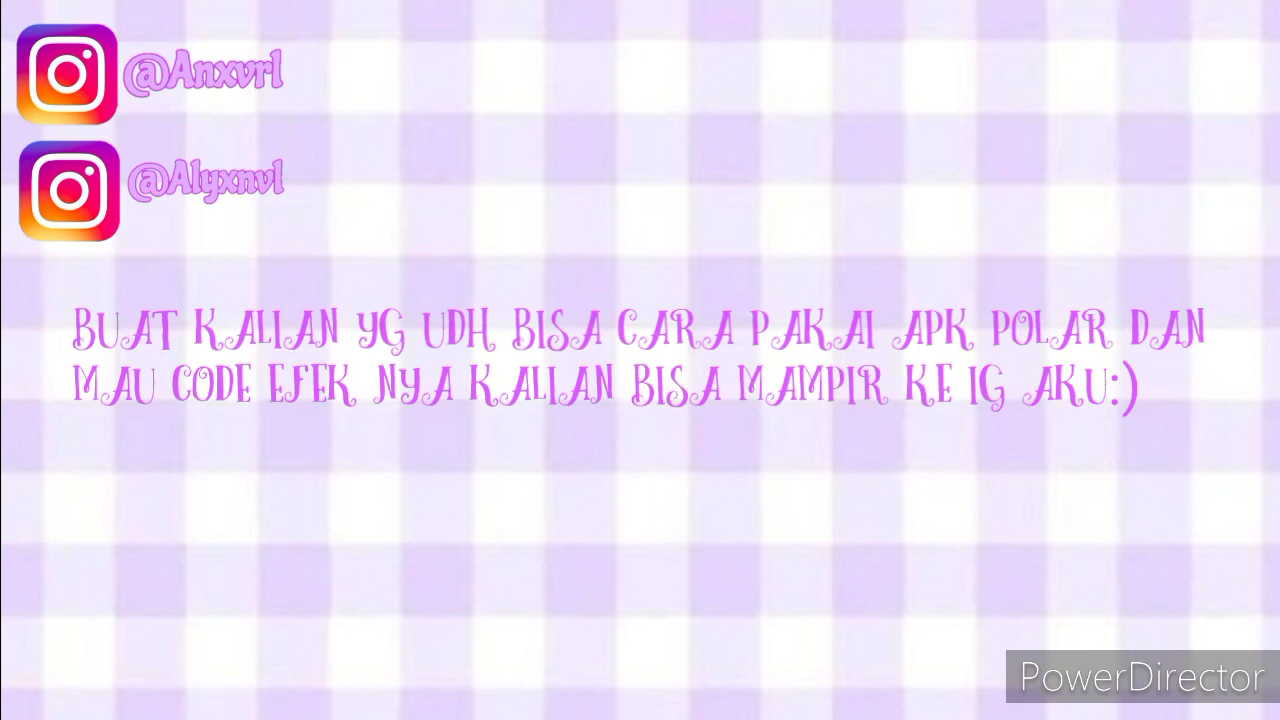 @Anxvrl
@Alyxnvl
BUAT KALIAN YG UDH BISA CARA PAKAI APK POLAR DAN
MAU CODE EFEK NYA KALIAN BISA MAMPIR KE IG AKU:)
PowerDirector